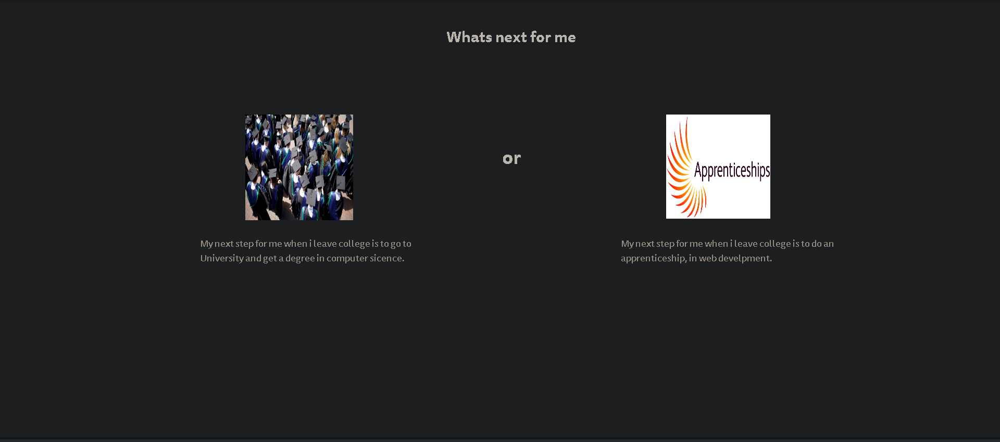 Whats next for me
or
Apprenticeships
My next step for me when i leave college is to go to
University and get a degree in computer sicence.
My next step for me when i leave college is to do an
apprenticeship, in web develpment.